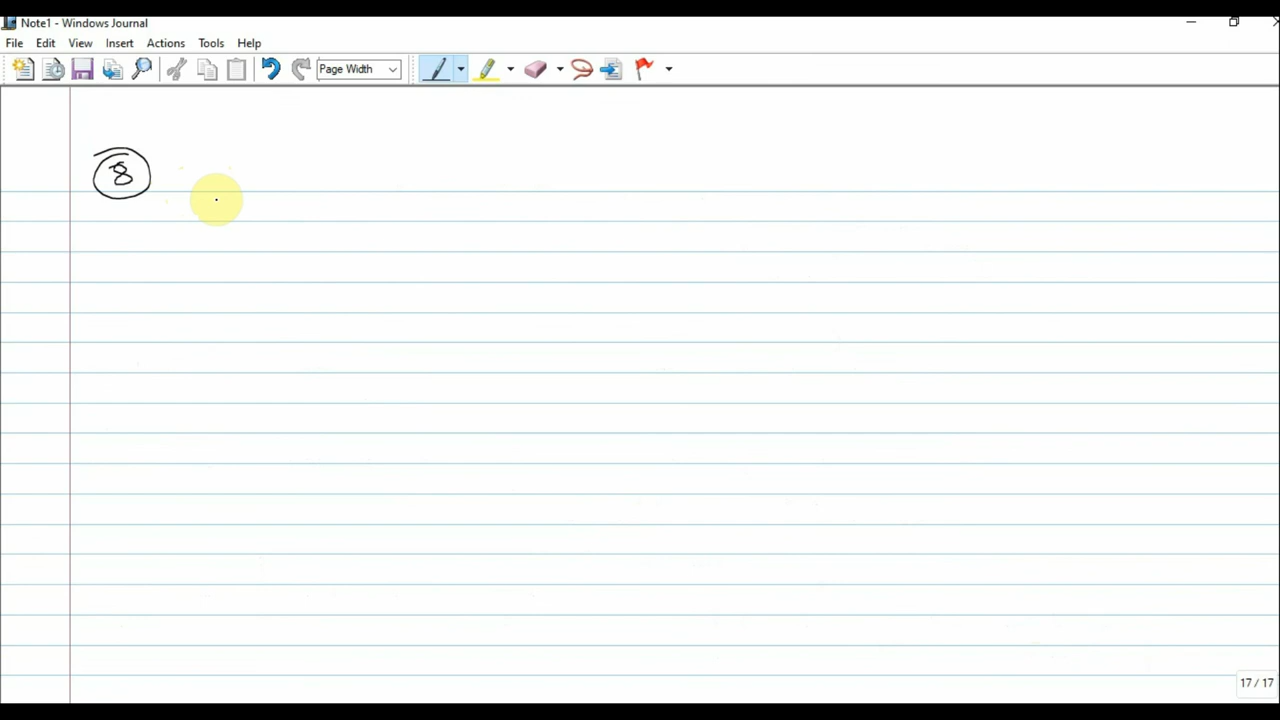 Note1 - Windows Journal
File Edit View Insert Actions Tools Help
Page Width
8
17 / 17